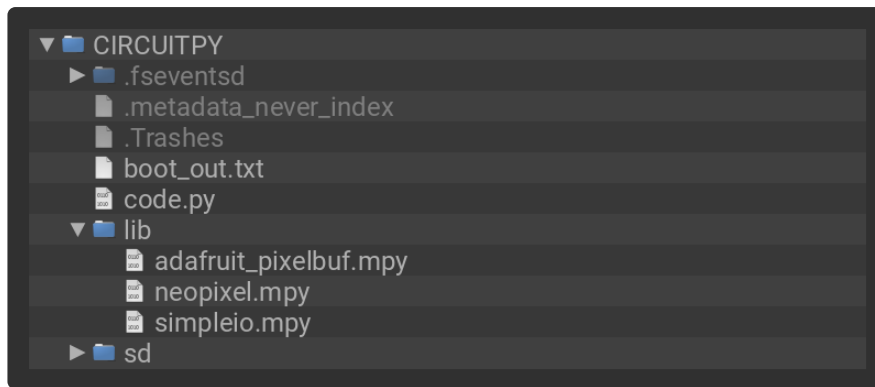 CIRCUITPY
.fseventsd
.metadata_never_index
.Trashes
boot_out.txt
code.py
lib
adafruit_pixelbuf.mpy
neopixel.mpy
simpleio.mpy
sd